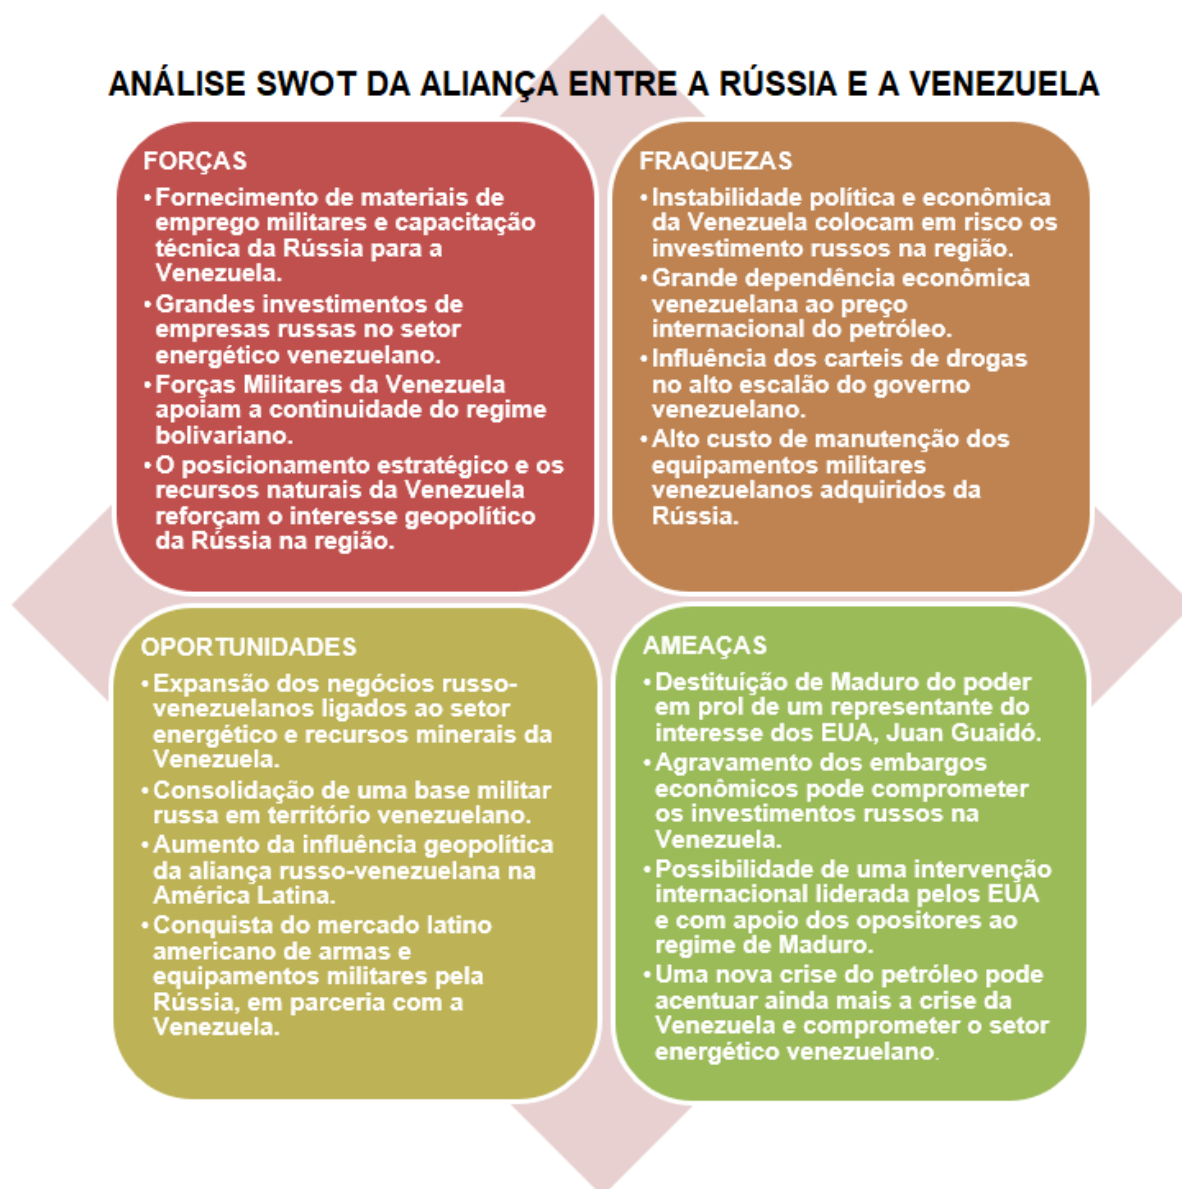 ANÁLISE SWOT DA ALIANÇA ENTRE A RÚSSIA E A VENEZUELA
FORÇAS
• Fornecimento de materiais de
emprego militares e capacitação
técnica da Rússia para a
Venezuela.
• Grandes investimentos de
empresas russas no setor
energético venezuelano.
• Forças Militares da Venezuela
apoiam a continuidade do regime
bolivariano.
• O posicionamento estratégico e os
recursos naturais da Venezuela
reforçam o interesse geopolítico
da Rússia na região.
FRAQUEZAS
• Instabilidade política e econômica
da Venezuela colocam em risco os
investimento russos na região.
• Grande dependência econômica
venezuelana ao preço
internacional do petróleo.
• Influência dos carteis de drogas
no alto escalão do governo
venezuelano.
• Alto custo de manutenção dos
equipamentos militares
venezuelanos adquiridos da
Rússia.
OPORTUNIDADES
• Expansão dos negócios russo-
venezuelanos ligados ao setor
energético e recursos minerais da
Venezuela.
• Consolidação de uma base militar
russa em território venezuelano.
• Aumento da influência geopolítica
da aliança russo-venezuelana na
América Latina.
• Conquista do mercado latino
americano de armas e
equipamentos militares pela
Rússia, em parceria com a
Venezuela.
AMEAÇAS
• Destituição de Maduro do poder
em prol de um representante do
interesse dos EUA, Juan Guaidó.
• Agravamento dos embargos
econômicos pode comprometer
os investimentos russos na
Venezuela.
• Possibilidade de uma intervenção
internacional liderada pelos EUA
e com apoio dos opositores ao
regime de Maduro.
• Uma nova crise do petróleo pode
acentuar ainda mais a crise da
Venezuela e comprometer o setor
energético venezuelano.